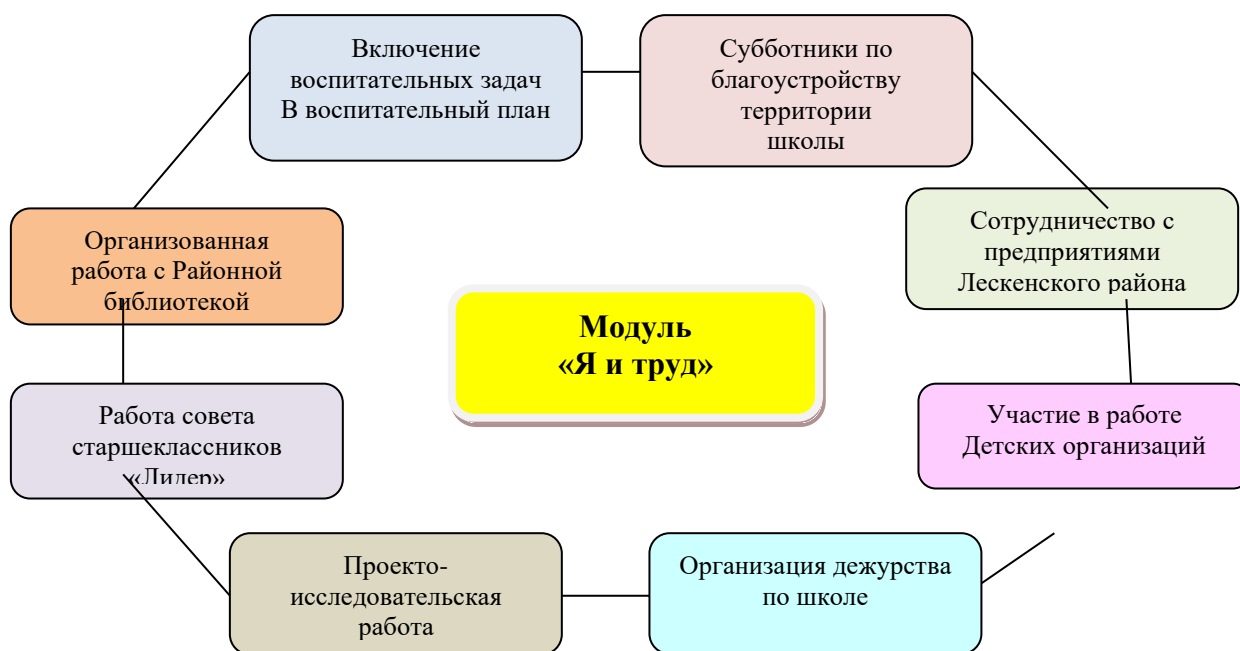 Включение
воспитательных задач
В воспитательный план
Субботники по
благоустройству
территории
школы
Организованная
работа с Районной
библиотекой
Сотрудничество с
предприятиями
Лескенского района
Модуль
«Я и труд»
Работа совета
старшеклассников
«Лидер»
Участие в работе
Детских организаций
Проекто-
исследовательская
работа
Организация дежурства
по школе